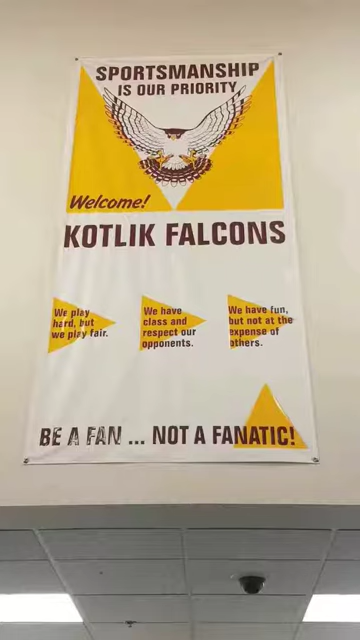 SPORTSMANSHIP
IS OUR PRIORITY
Welcome!
KOTLIK FALCONS
We play
hard, but
we play fair.
We have
class and
respect our
opponents.
We have fun,
but not at the
expense of
others.
BE A FAN ... NOT A FANATIC!